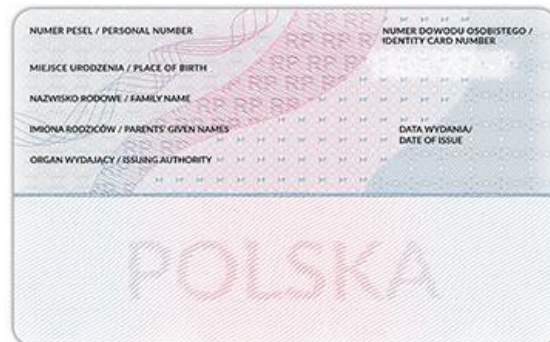 NUMER PESEL / PERSONAL NUMBER
NUMER DOWODU OSOBISTEGO /
IDENTITY CARD NUMBER
MIEJSCE URODZENIA / PLACE OF BIRTH
NAZWISKO RODOWE / FAMILY NAME
IMIONA RODZICÓW / PARENTS' GIVEN NAMES
DATA WYDANIA/
DATE OF ISSUE
ORGAN WYDAJĄCY / ISSUING AUTHORITY
POLSKA